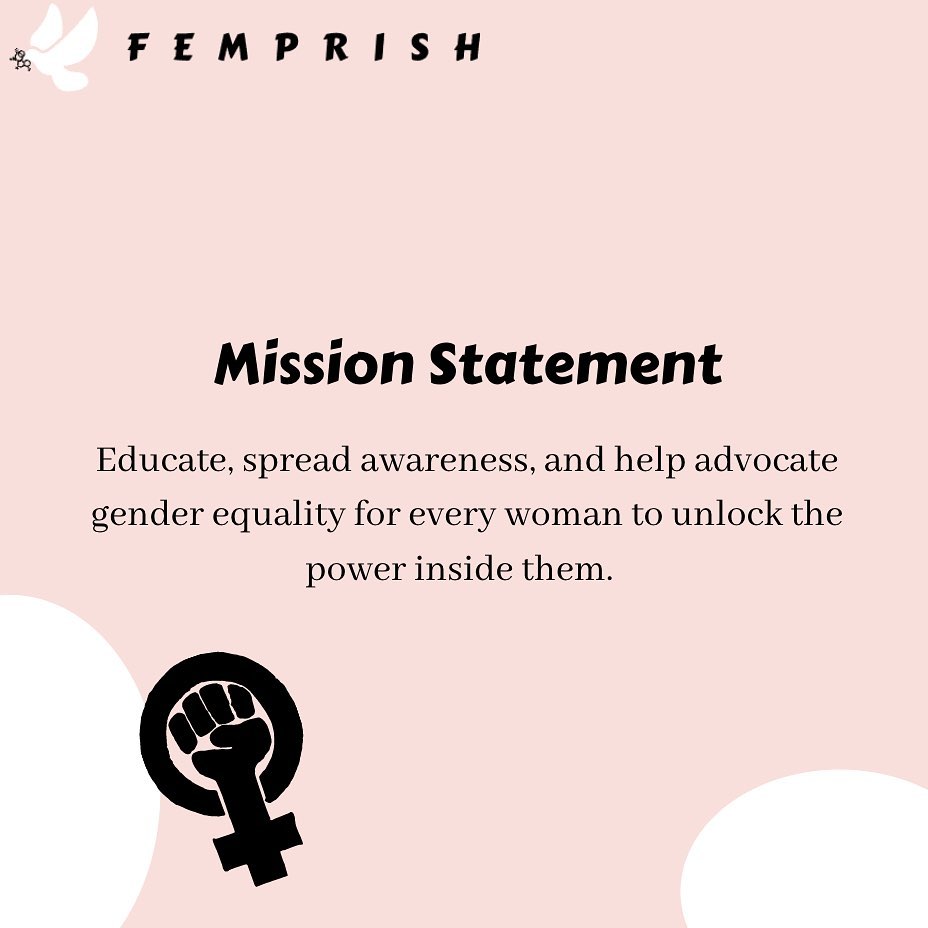 FEMPRISH
Mission Statement
Educate, spread awareness, and help advocate
gender equality for every woman to unlock the
power inside them.